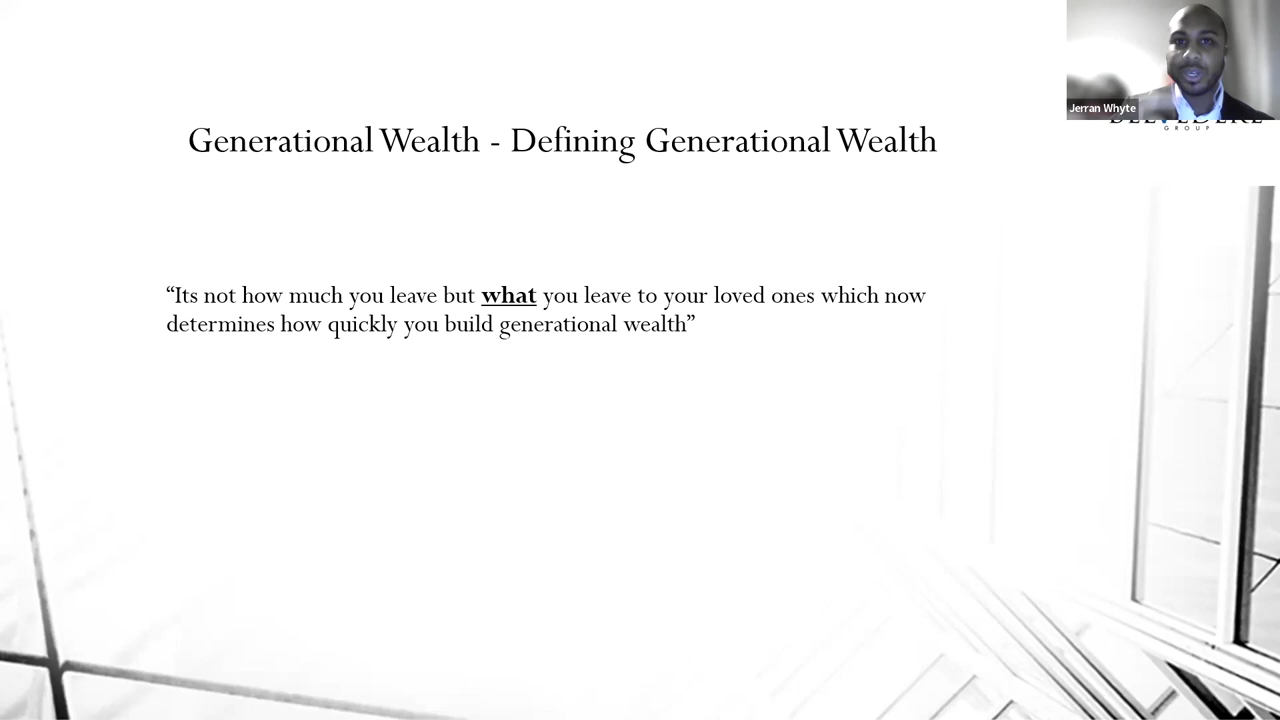 Jerran Whyte
GROUP
Generational Wealth - Defining Generational Wealth
“Its not how much you leave but what you leave to your loved ones which now
determines how quickly you build generational wealth”